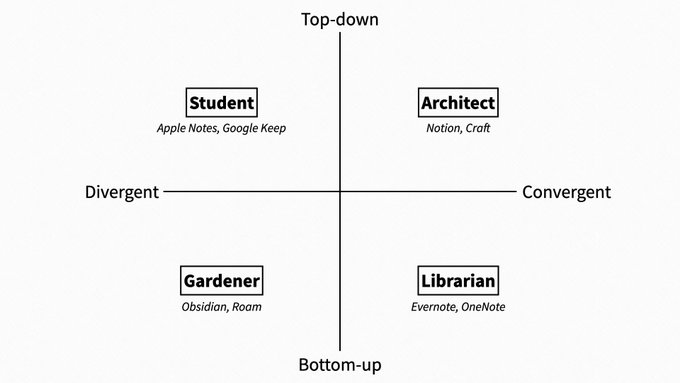 Top-down
Student
Architect
Apple Notes, Google Keep
Notion, Craft
Divergent
Convergent
Gardener
Librarian
Obsidian, Roam
Evernote, OneNote
Bottom-up